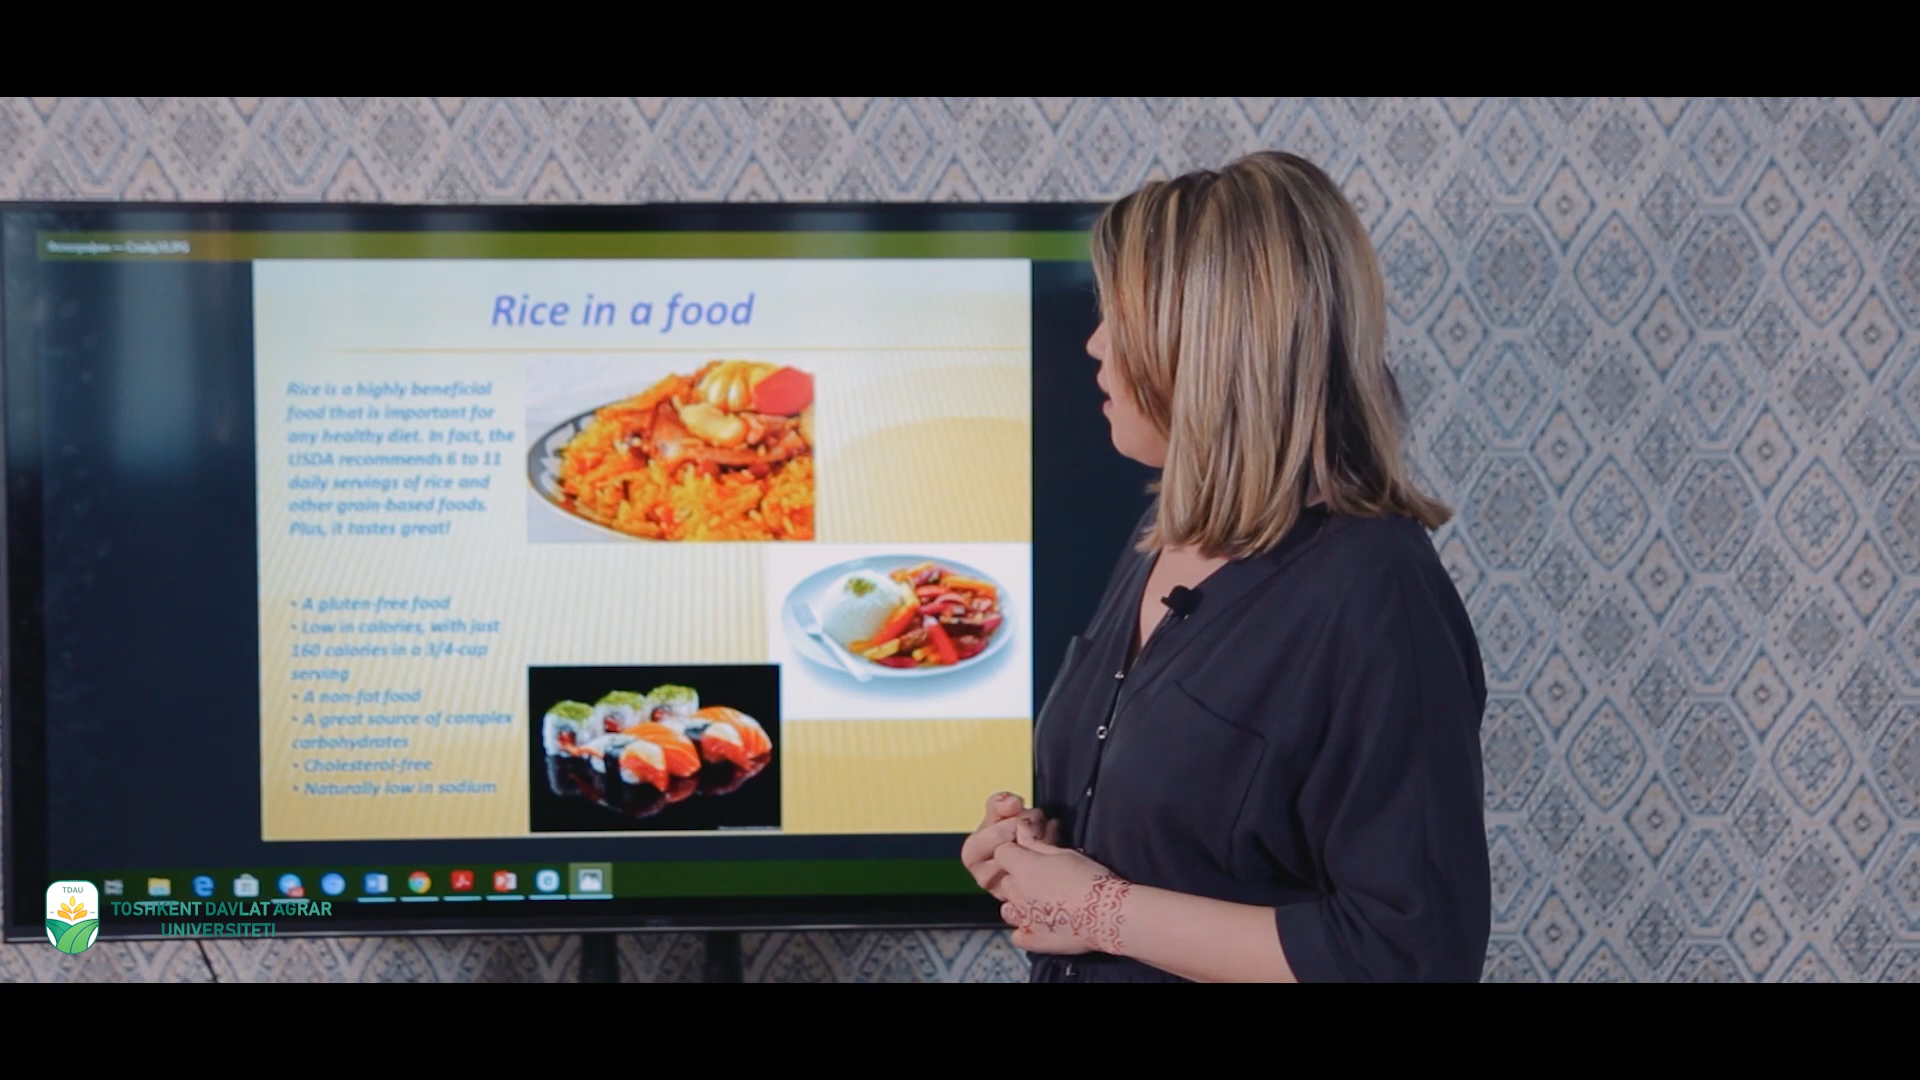 Rice in a food
Rice is a highly beneficial
food that is important for
any healthy diet. In fact, the
USDA recommends 6 to 11
daily servings of rice and
other grain-based foods.
Plus, it tastes great!
• A gluten-free food
• Low in calories, with just
160 calories in a 3/4-cup
serving
• A non-fat food
• A great source of complex
carbohydrates
• Cholesterol-free
• Naturally low in sodium
TDAU
TOSHKENT DAVLAT AGRAR
UNIVERSITETI